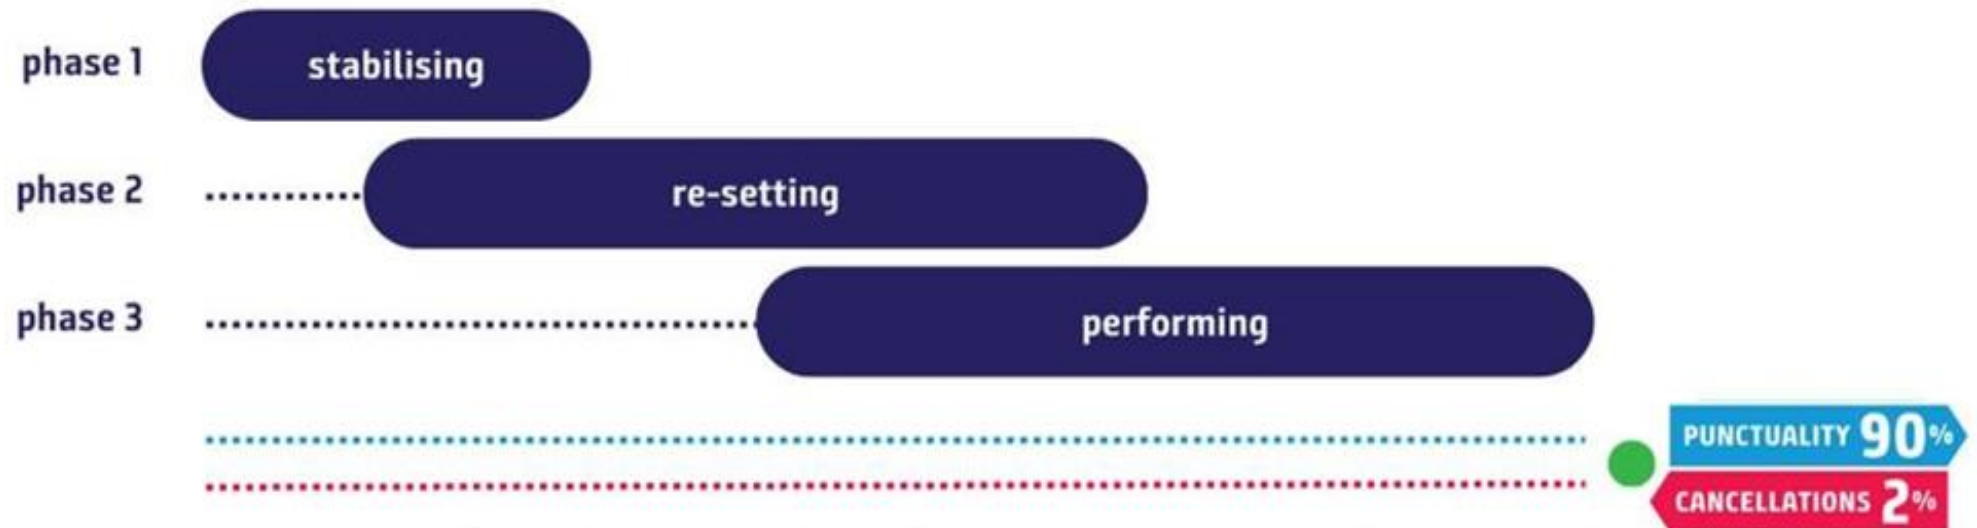 phase 1
stabilising
phase 2
re-setting
phase 3
performing
PUNCTUALITY 90%
CANCELLATIONS 2%